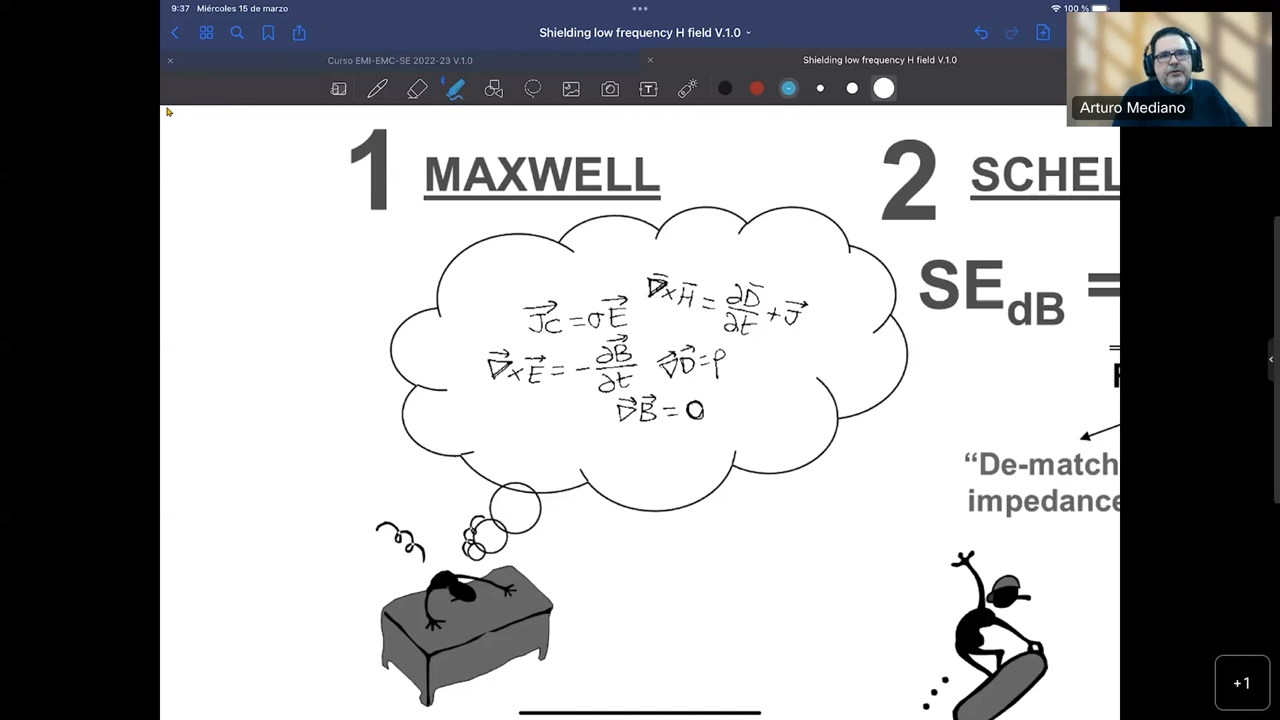 9:37 Miércoles 15 de marzo
100 %
Shielding low frequency H field V.1.0
Curso EMI-EMC-SE 2022-23 V.1.0
Shielding low frequency H field V.1.0
T
Arturo Mediano
1 MAXWELL
2 SCHEL
∇⃗×H⃗ = ∂D⃗/∂t + J⃗
J⃗c = σE⃗
SEdB =
∇⃗×E⃗ = - ∂B⃗/∂t
∇⃗D⃗ = ρ
∇⃗B⃗ = 0
“De-match
impedance
+1